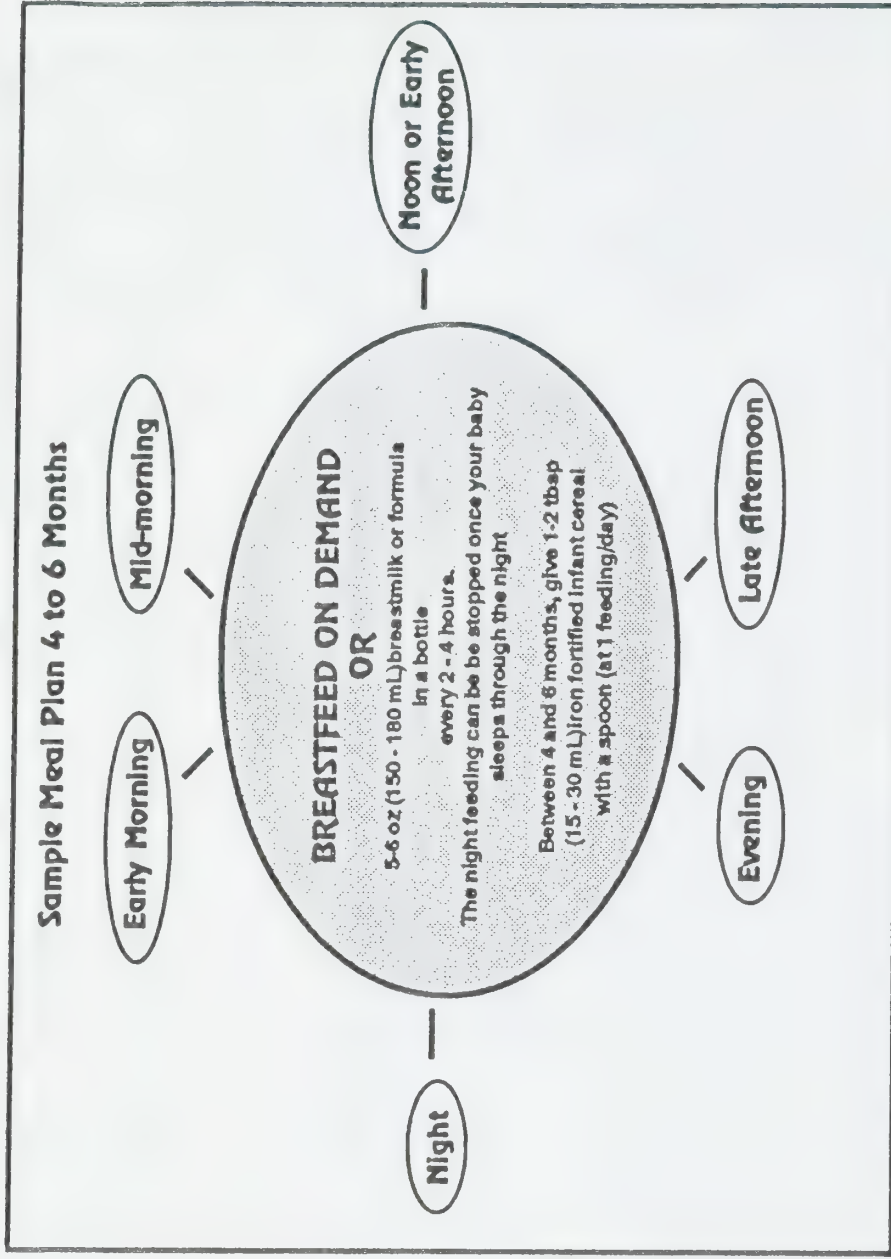 Sample Meal Plan 4 to 6 Months
Early Morning
Mid-morning
Noon or Early
Afternoon
Night
BREASTFEED ON DEMAND
OR
5-6 oz (150 - 180 mL) breastmilk or formula
in a bottle
every 2 - 4 hours.
The night feeding can be be stopped once your baby
sleeps through the night
Between 4 and 6 months, give 1-2 tbsp
(15 - 30 mL) iron fortified infant cereal
with a spoon (at 1 feeding/day)
Evening
Late Afternoon